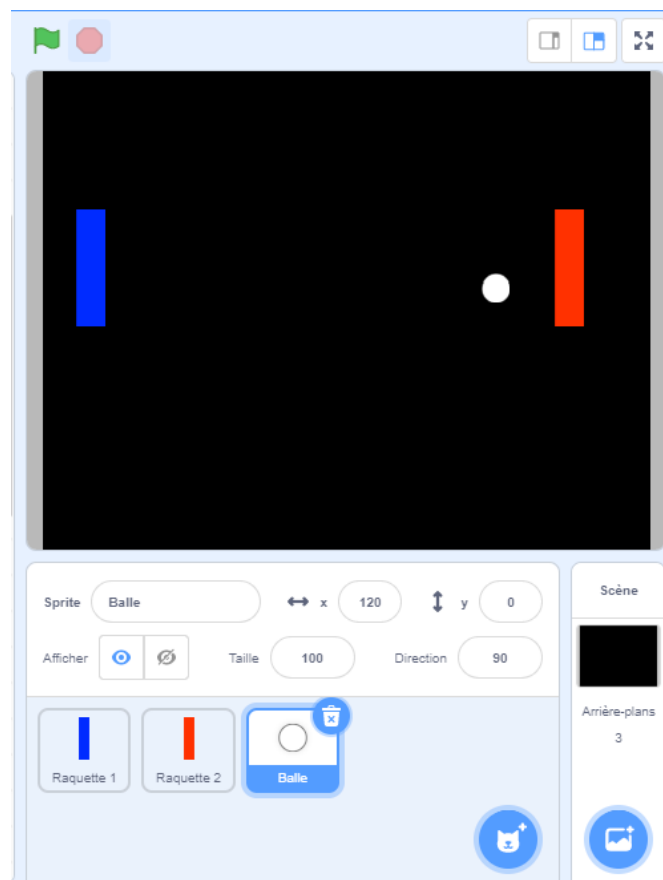 Sprite Balle x 120 y 0
Afficher Taille 100 Direction 90
Raquette 1 Raquette 2 Balle
Scène
Arrière-plans
3